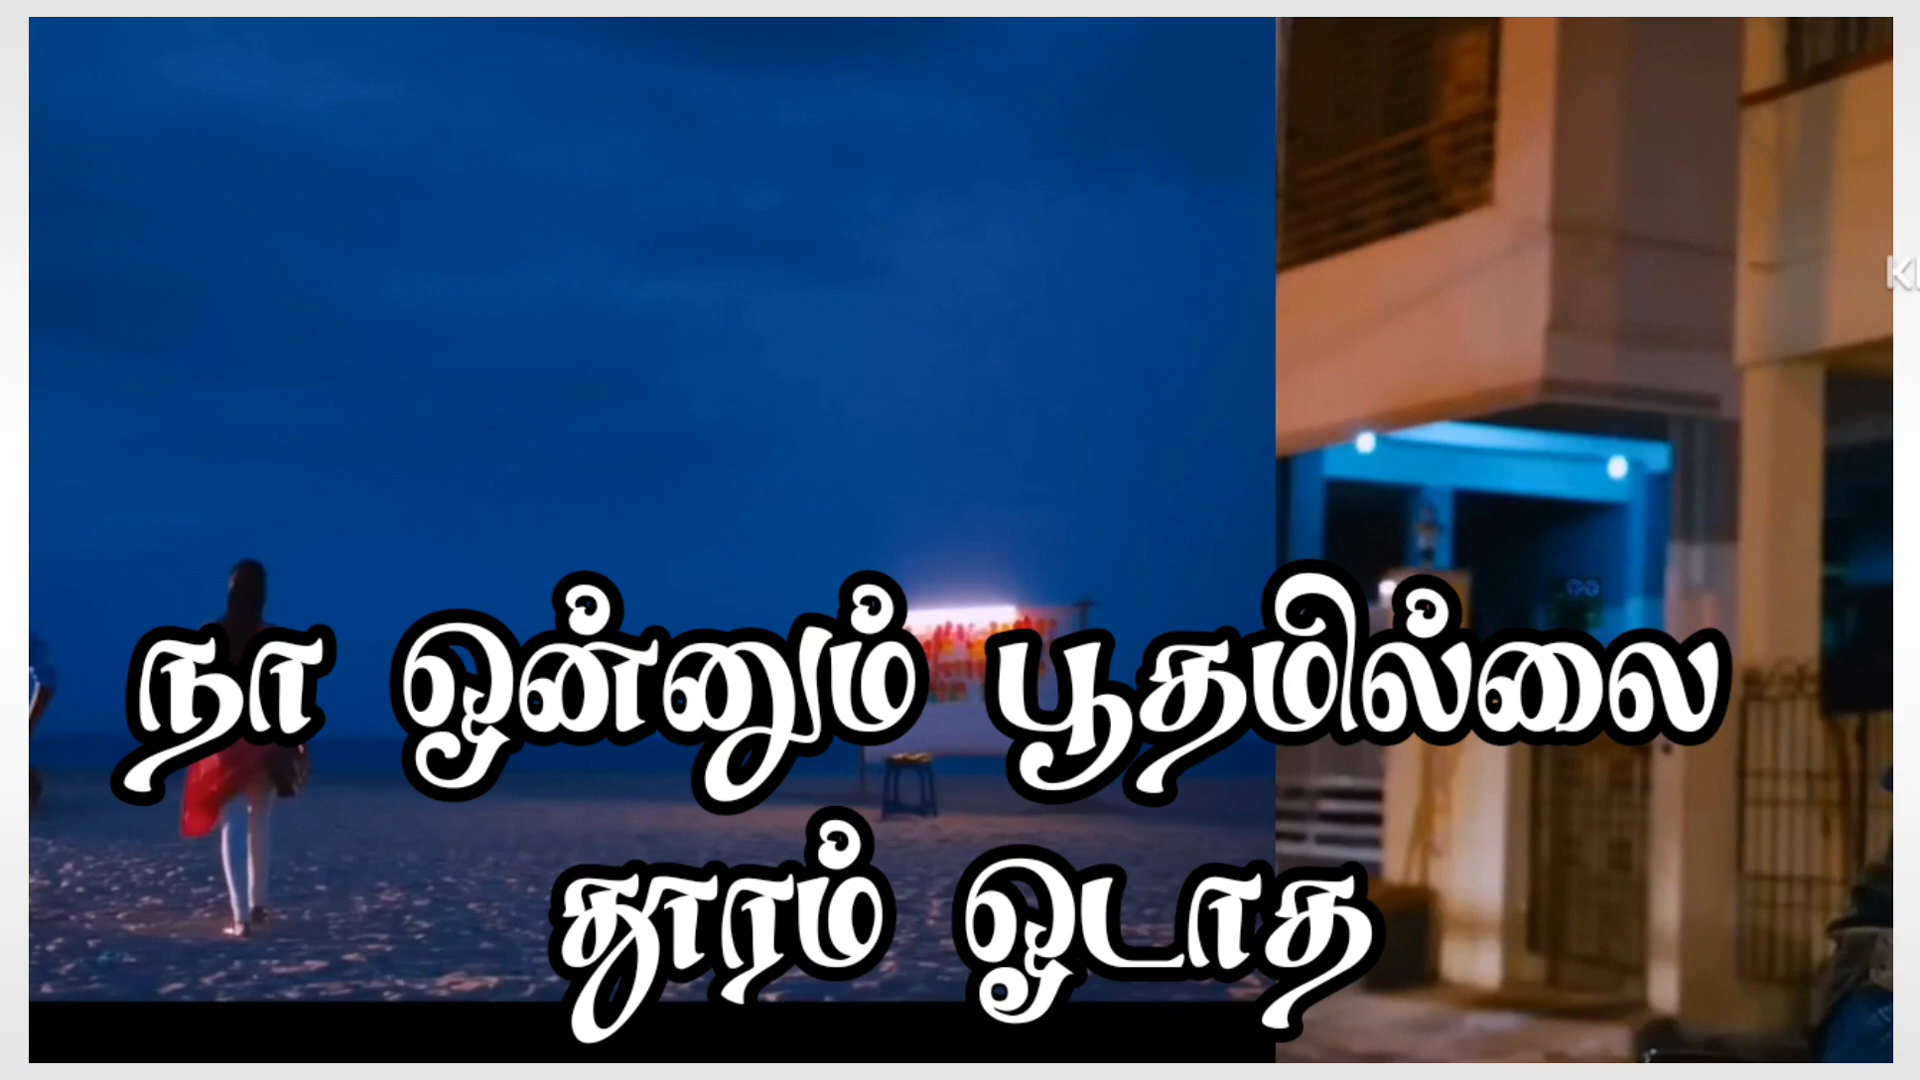 நா ஒன்னும் பூதமில்லை
தூரம் ஓடாத